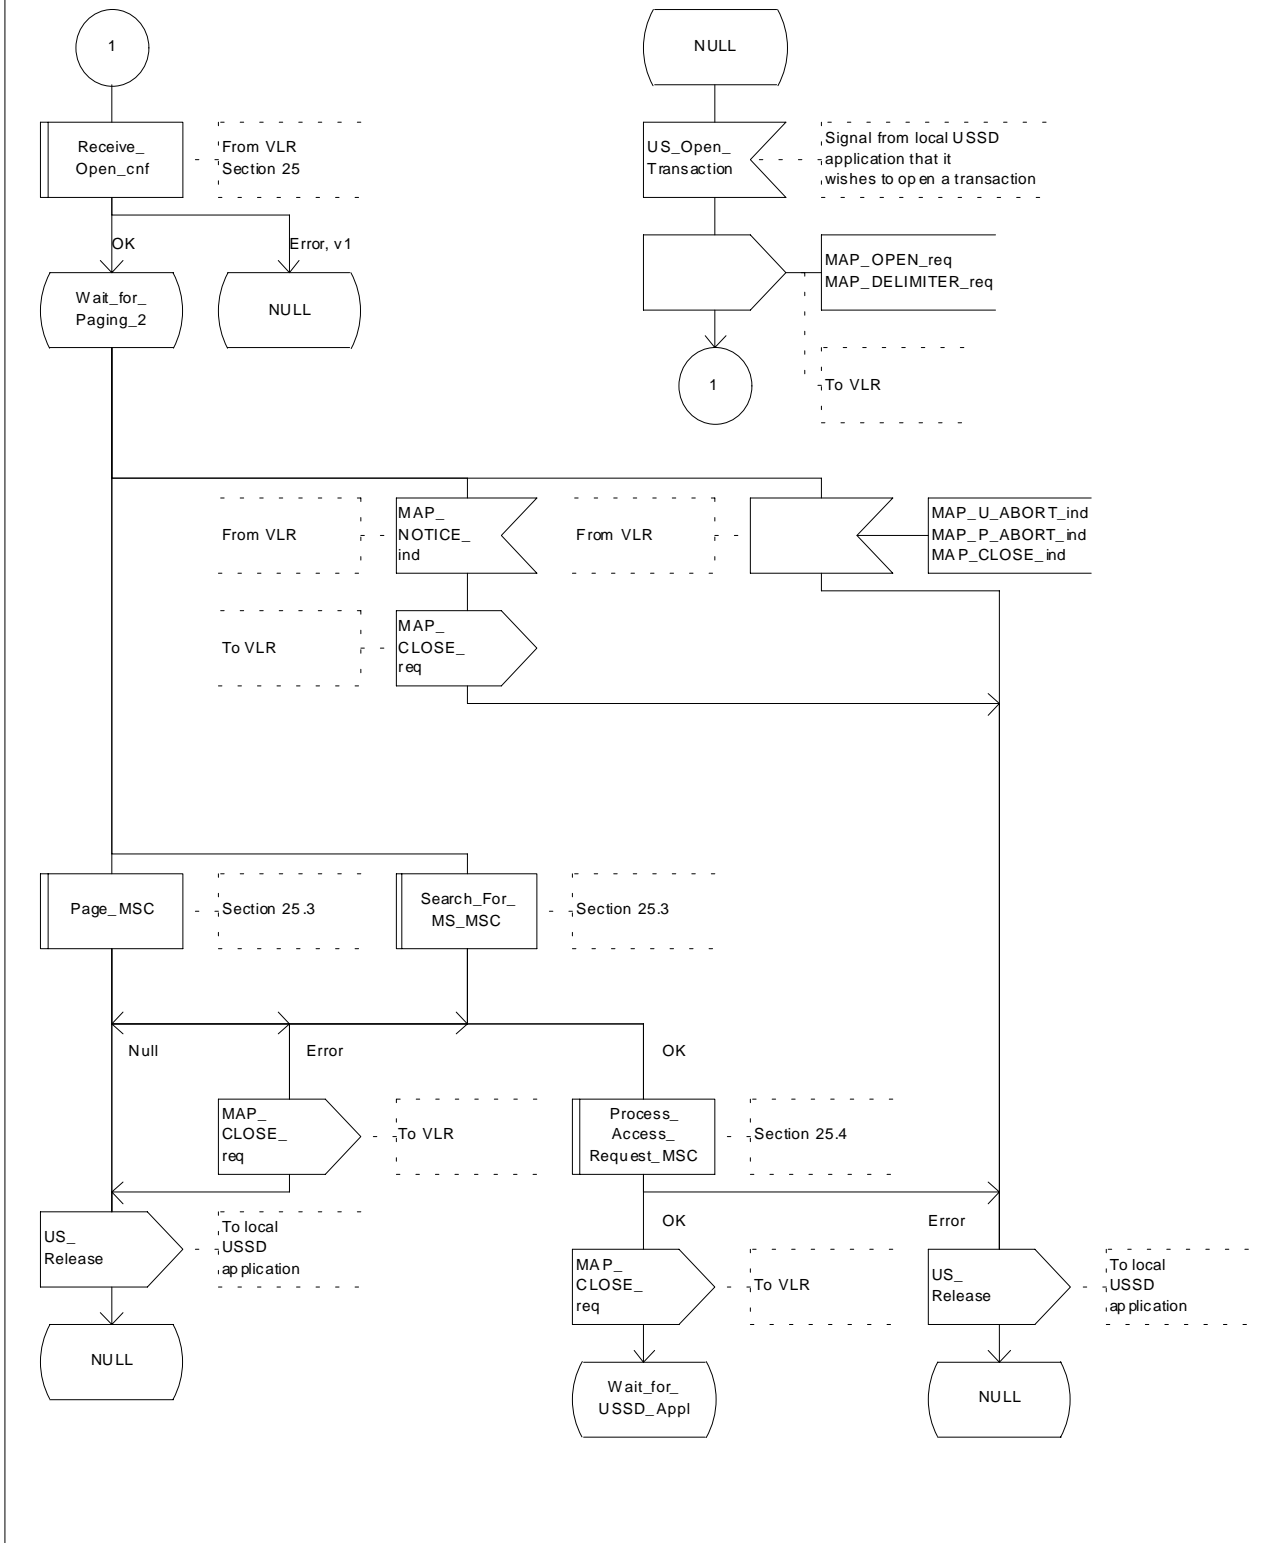 1
NULL
Receive_
Open_cnf
From VLR
Section 25
US_Open_
Transaction
Signal from local USSD
application that it
wishes to open a transaction
OK
Error, v1
MAP_OPEN_req
MAP_DELIMITER_req
Wait_for_
Paging_2
NULL
1
To VLR
From VLR
MAP_
NOTICE_
ind
From VLR
MAP_U_ABORT_ind
MAP_P_ABORT_ind
MAP_CLOSE_ind
To VLR
MAP_
CLOSE_
req
Page_MSC
Section 25.3
Search_For_
MS_MSC
Section 25.3
Null
Error
OK
MAP_
CLOSE_
req
To VLR
Process_
Access_
Request_MSC
Section 25.4
US_
Release
To local
USSD
application
OK
Error
MAP_
CLOSE_
req
To VLR
US_
Release
To local
USSD
application
NULL
Wait_for_
USSD_Appl
NULL